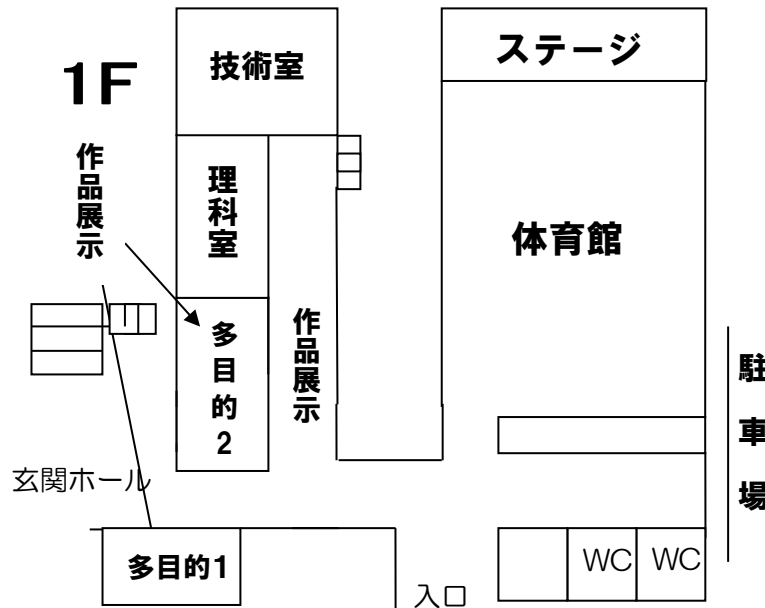 1F
技術室
ステージ
作品展示
理科室
体育館
多目的2
作品展示
駐車場
玄関ホール
多目的1
入口
WC
WC